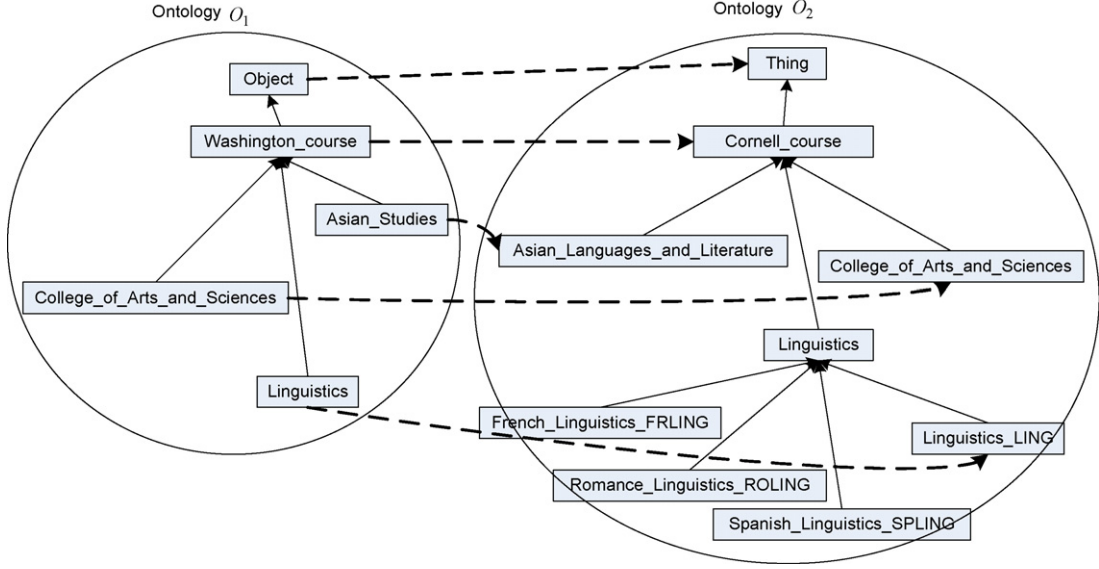 Ontology O1
Ontology O2
Object
Thing
Washington_course
Cornell_course
Asian_Studies
Asian_Languages_and_Literature
College_of_Arts_and_Sciences
College_of_Arts_and_Sciences
Linguistics
Linguistics
French_Linguistics_FRLING
Linguistics_LING
Romance_Linguistics_ROLING
Spanish_Linguistics_SPLING